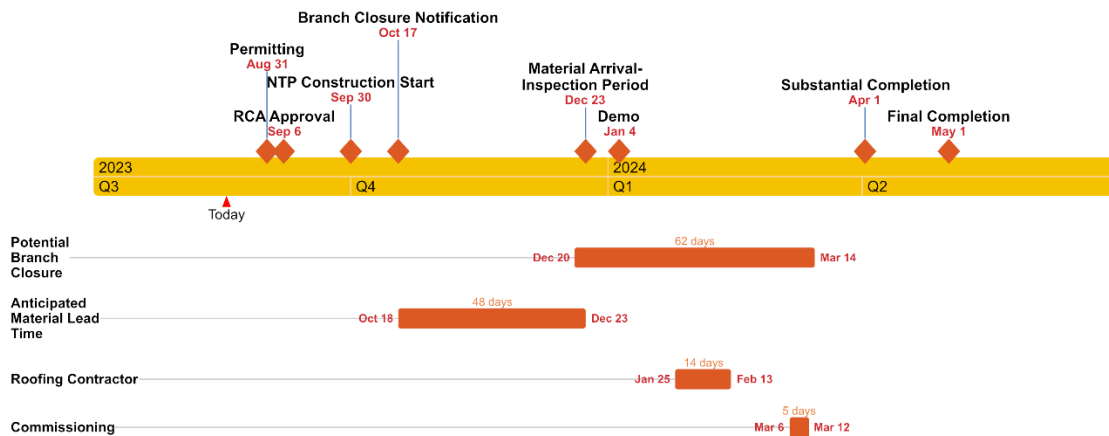 Branch Closure Notification
Oct 17
Permitting
Aug 31
Material Arrival-
Inspection Period
Dec 23
NTP Construction Start
Sep 30
Substantial Completion
Apr 1
RCA Approval
Sep 6
Demo
Jan 4
Final Completion
May 1
2023
2024
Q3
Q4
Q1
Q2
Today
Potential
Branch
Closure
62 days
Dec 20
Mar 14
Anticipated
Material Lead
Time
48 days
Oct 18
Dec 23
Roofing Contractor
14 days
Jan 25
Feb 13
Commissioning
5 days
Mar 6
Mar 12